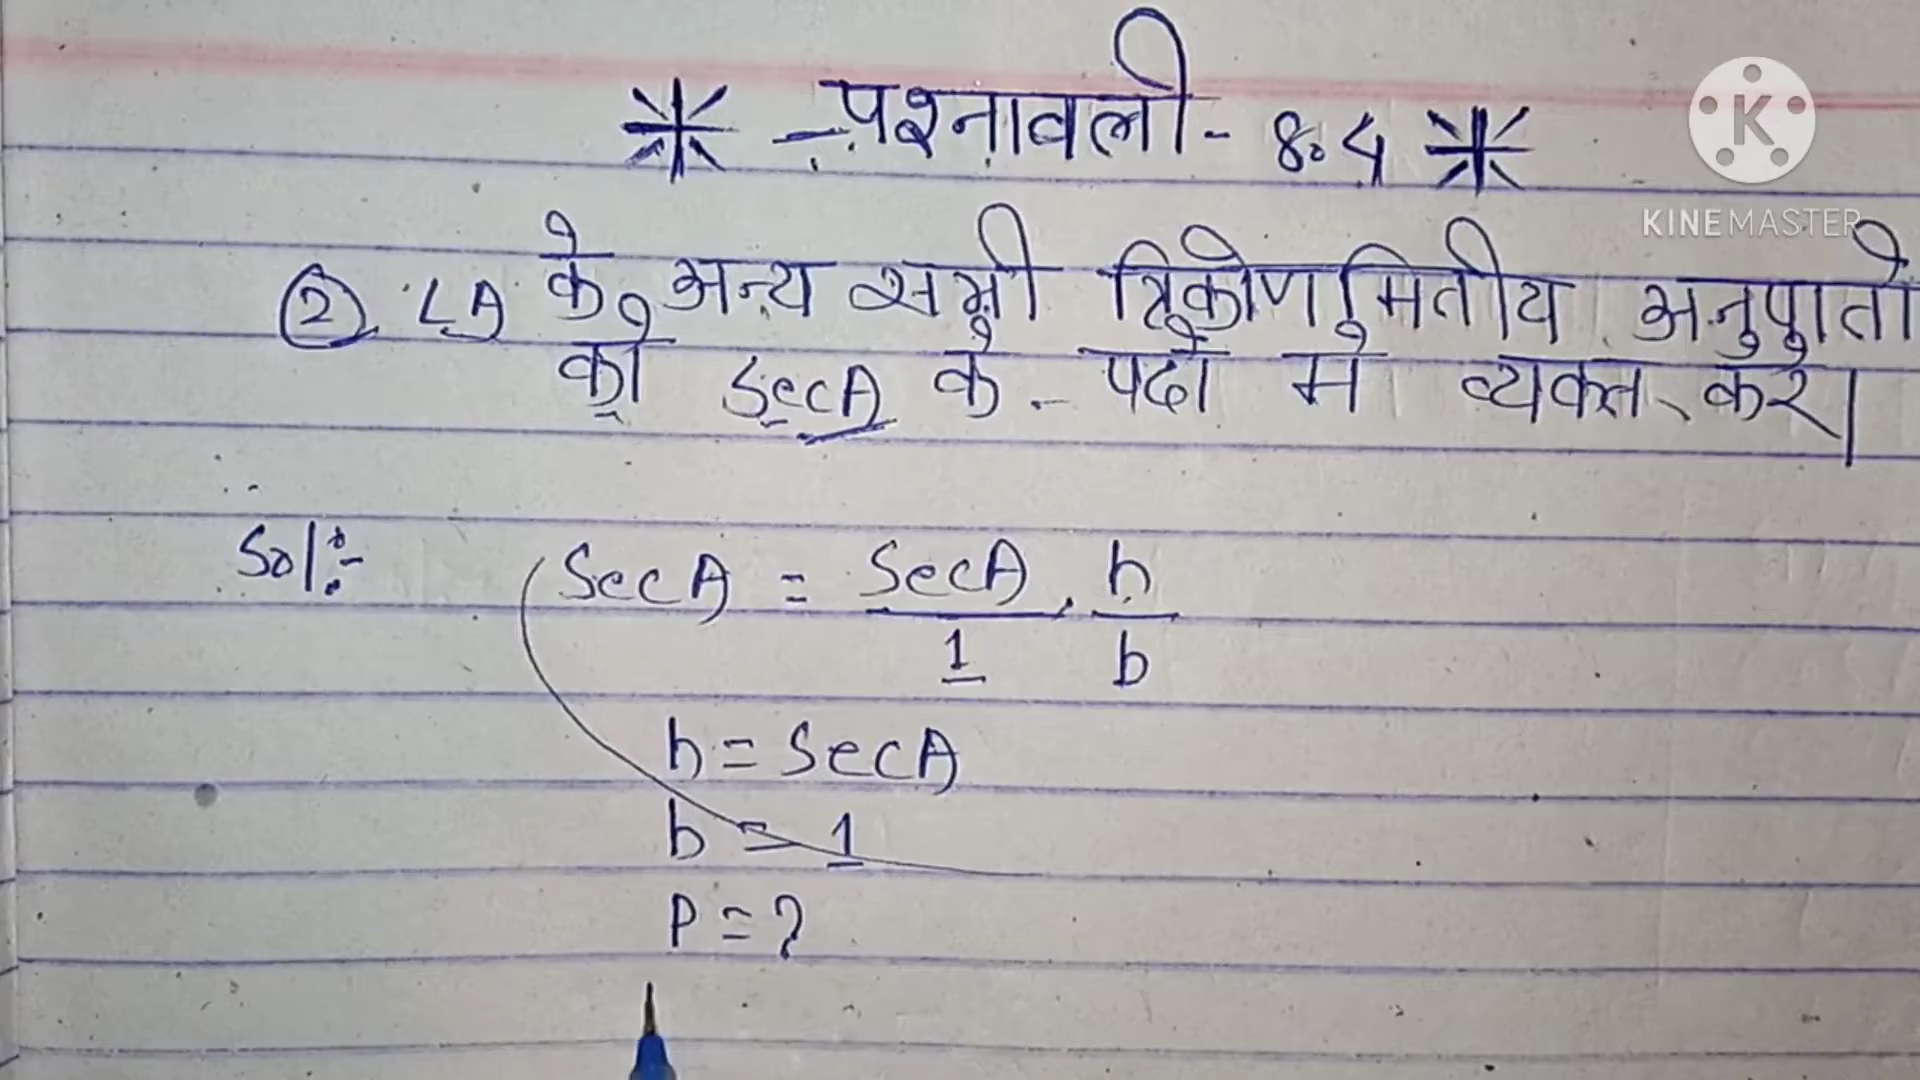 प्रश्नावली- 8.4
K
KINEMASTER
② ∠A के अन्य सभी त्रिकोणमितीय अनुपातो
को SecA के पदो मे व्यक्त करे।
Sol:- SecA = SecA/1, h/b
h = SecA
b = 1
P = ?